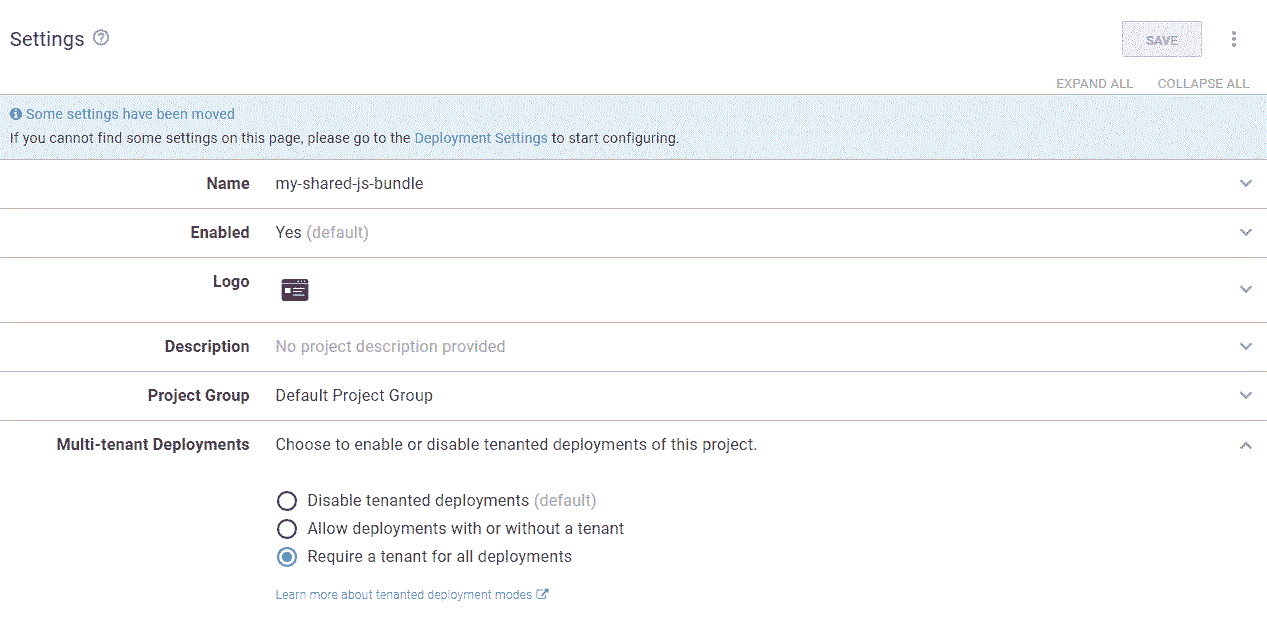 Settings
SAVE
EXPAND ALL COLLAPSE ALL
Some settings have been moved
If you cannot find some settings on this page, please go to the Deployment Settings to start configuring.
Name my-shared-js-bundle
Enabled Yes (default)
Logo
Description No project description provided
Project Group Default Project Group
Multi-tenant Deployments Choose to enable or disable tenanted deployments of this project.
Disable tenanted deployments (default)
Allow deployments with or without a tenant
Require a tenant for all deployments
Learn more about tenanted deployment modes